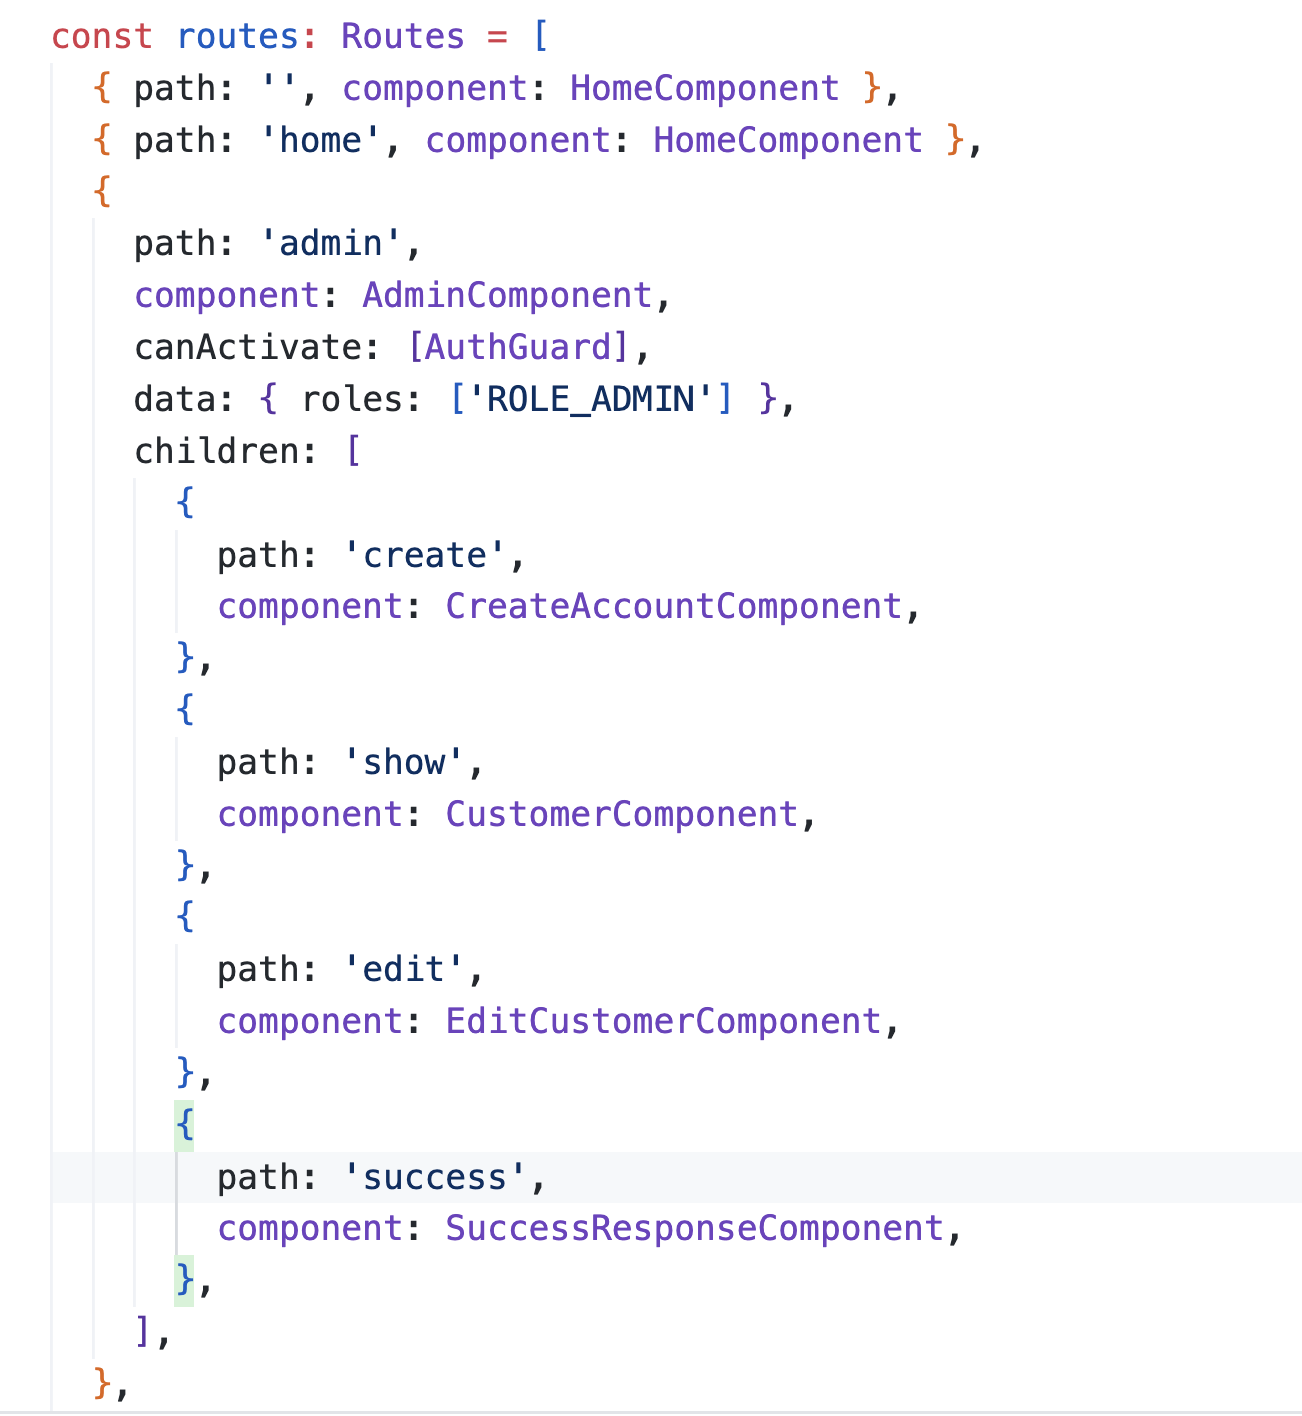 const routes: Routes = [
  { path: '', component: HomeComponent },
  { path: 'home', component: HomeComponent },
  {
    path: 'admin',
    component: AdminComponent,
    canActivate: [AuthGuard],
    data: { roles: ['ROLE_ADMIN'] },
    children: [
      {
        path: 'create',
        component: CreateAccountComponent,
      },
      {
        path: 'show',
        component: CustomerComponent,
      },
      {
        path: 'edit',
        component: EditCustomerComponent,
      },
      {
        path: 'success',
        component: SuccessResponseComponent,
      },
    ],
  },